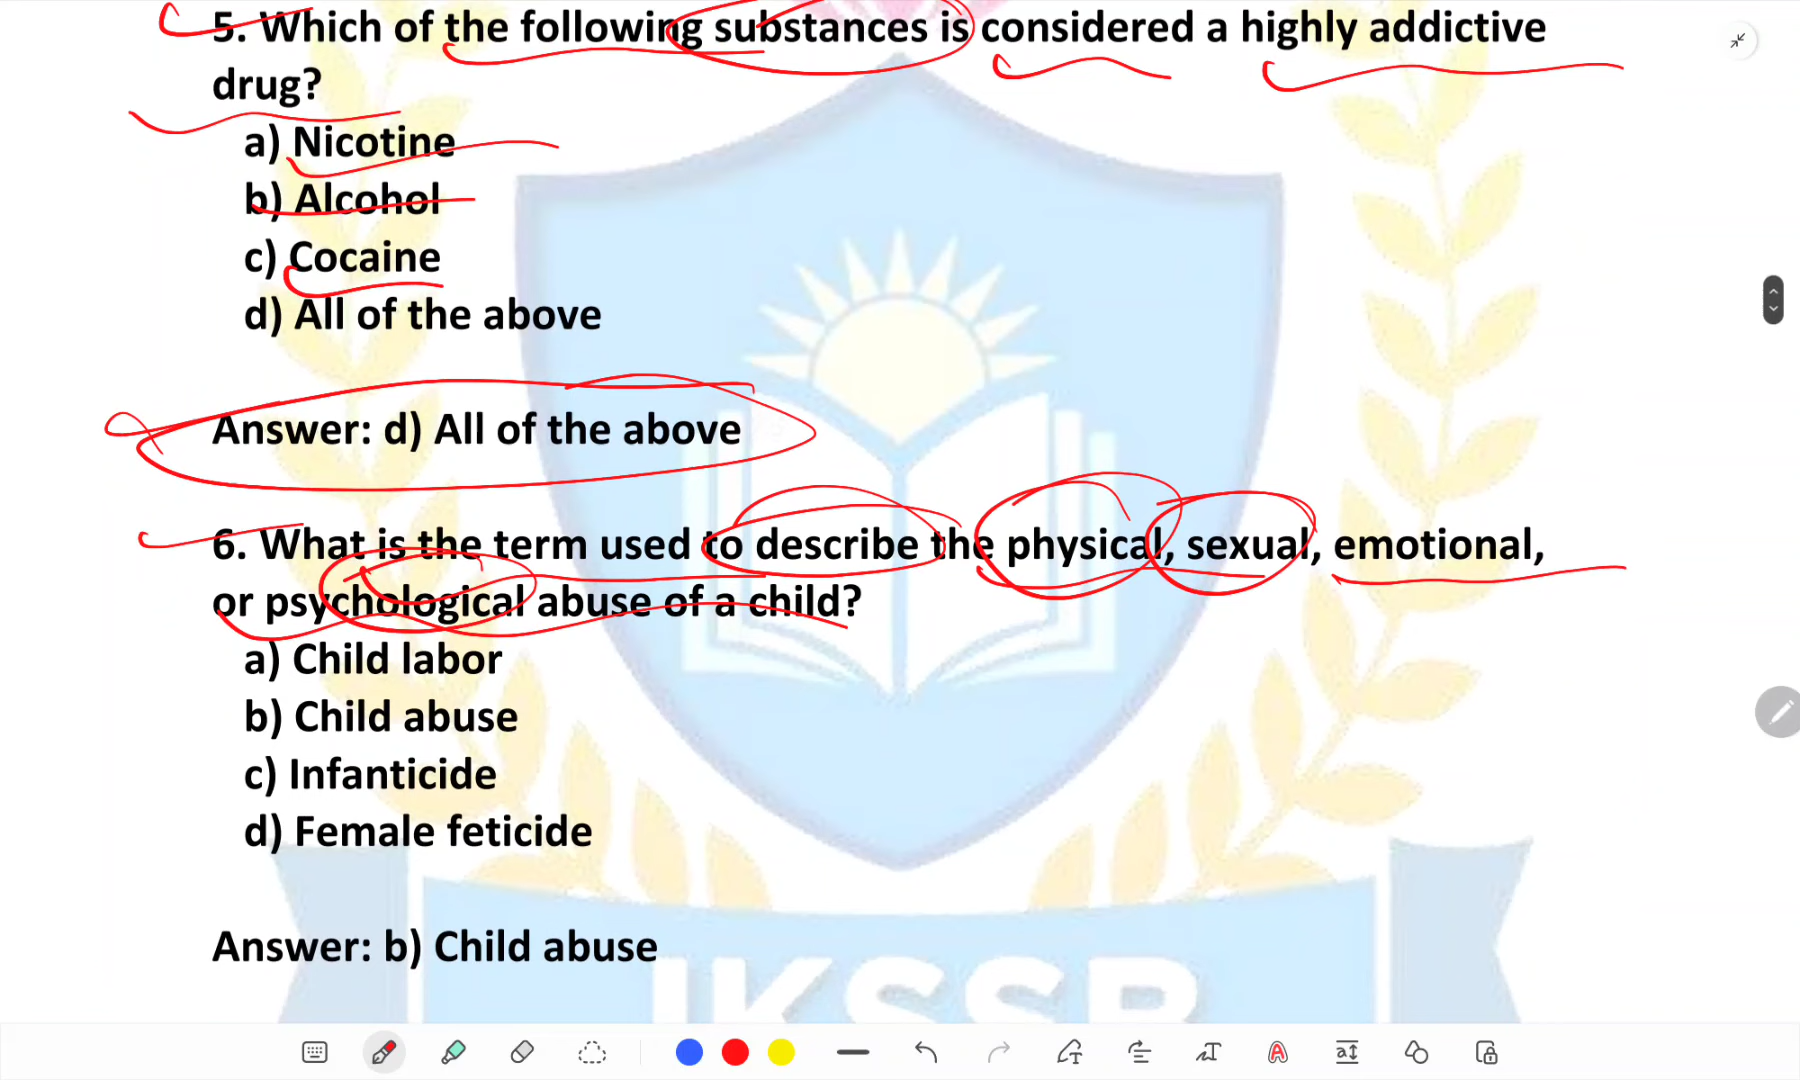 5. Which of the following substances is considered a highly addictive
drug?
a) Nicotine
b) Alcohol
c) Cocaine
d) All of the above
Answer: d) All of the above
6. What is the term used to describe the physical, sexual, emotional,
or psychological abuse of a child?
a) Child labor
b) Child abuse
c) Infanticide
d) Female feticide
Answer: b) Child abuse
JKSSB